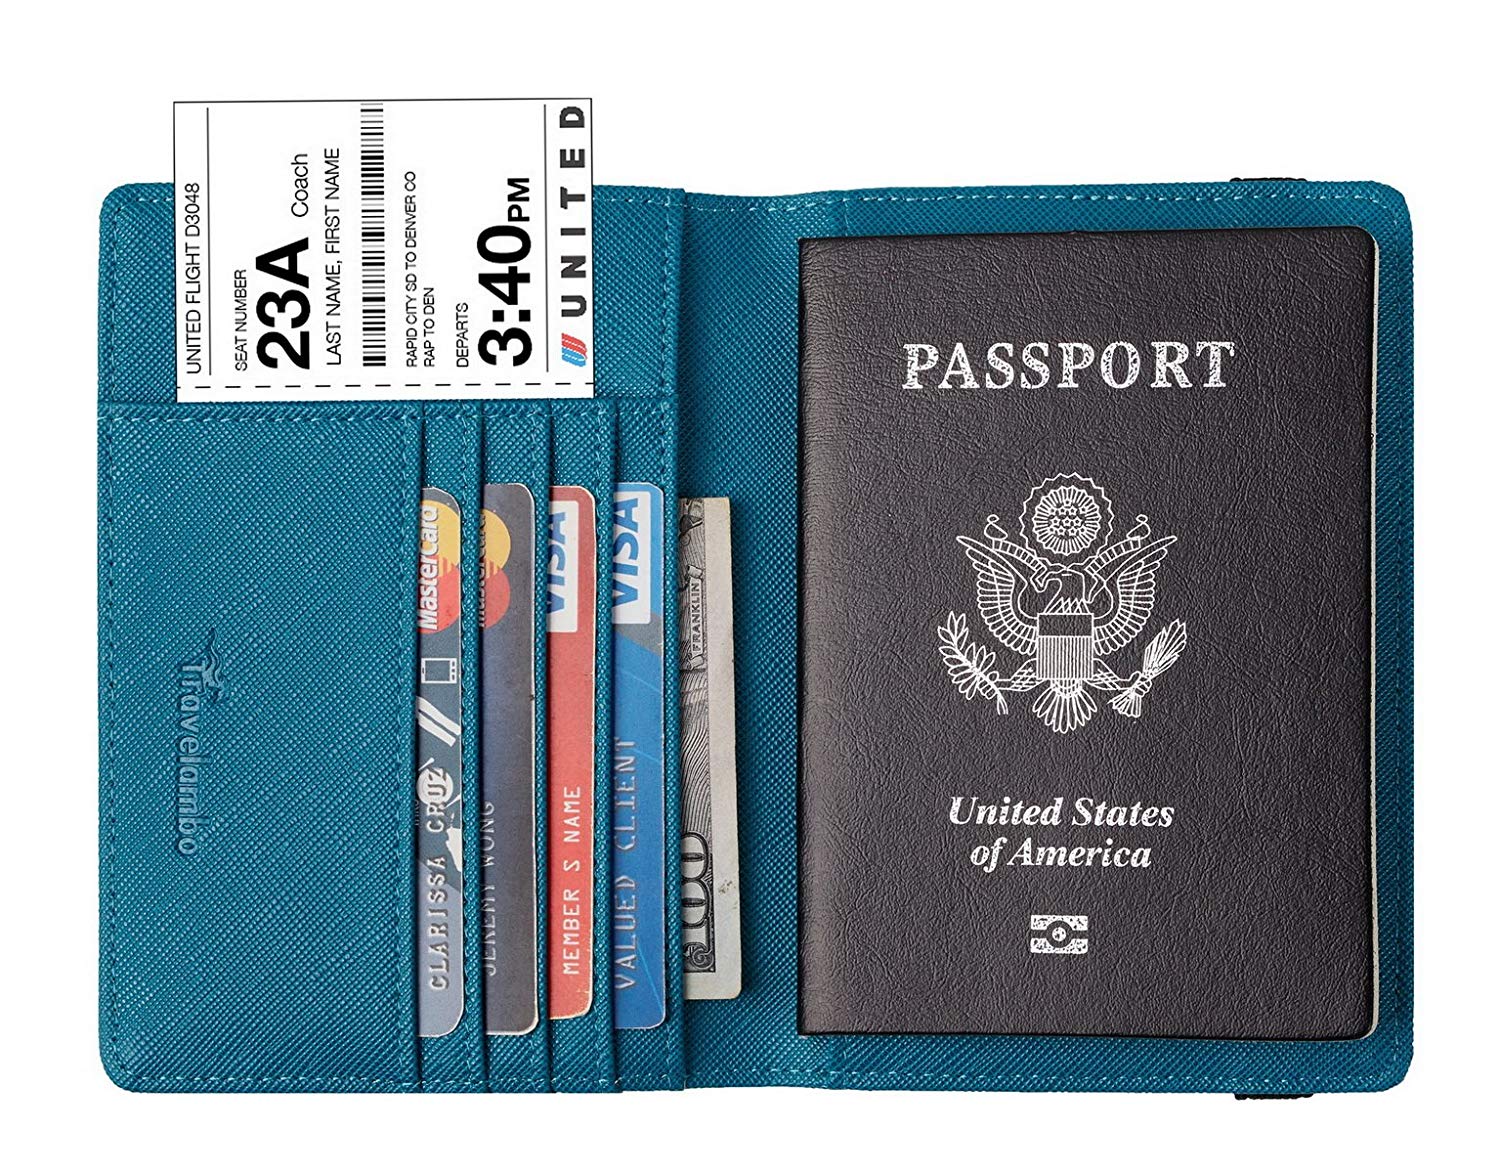 UNITED FLIGHT D3048
SEAT NUMBER
23A Coach
LAST NAME, FIRST NAME
RAPID CITY SD TO DENVER CO
RAP TO DEN
DEPARTS
3:40PM
UNITED
Travelambo
MasterCard
CLARISSA CRUZ
MasterCard
JEREMY WONG
VISA
MEMBER S NAME
VISA
VALUED CLIENT
FRANKLIN
100
PASSPORT
United States
of America